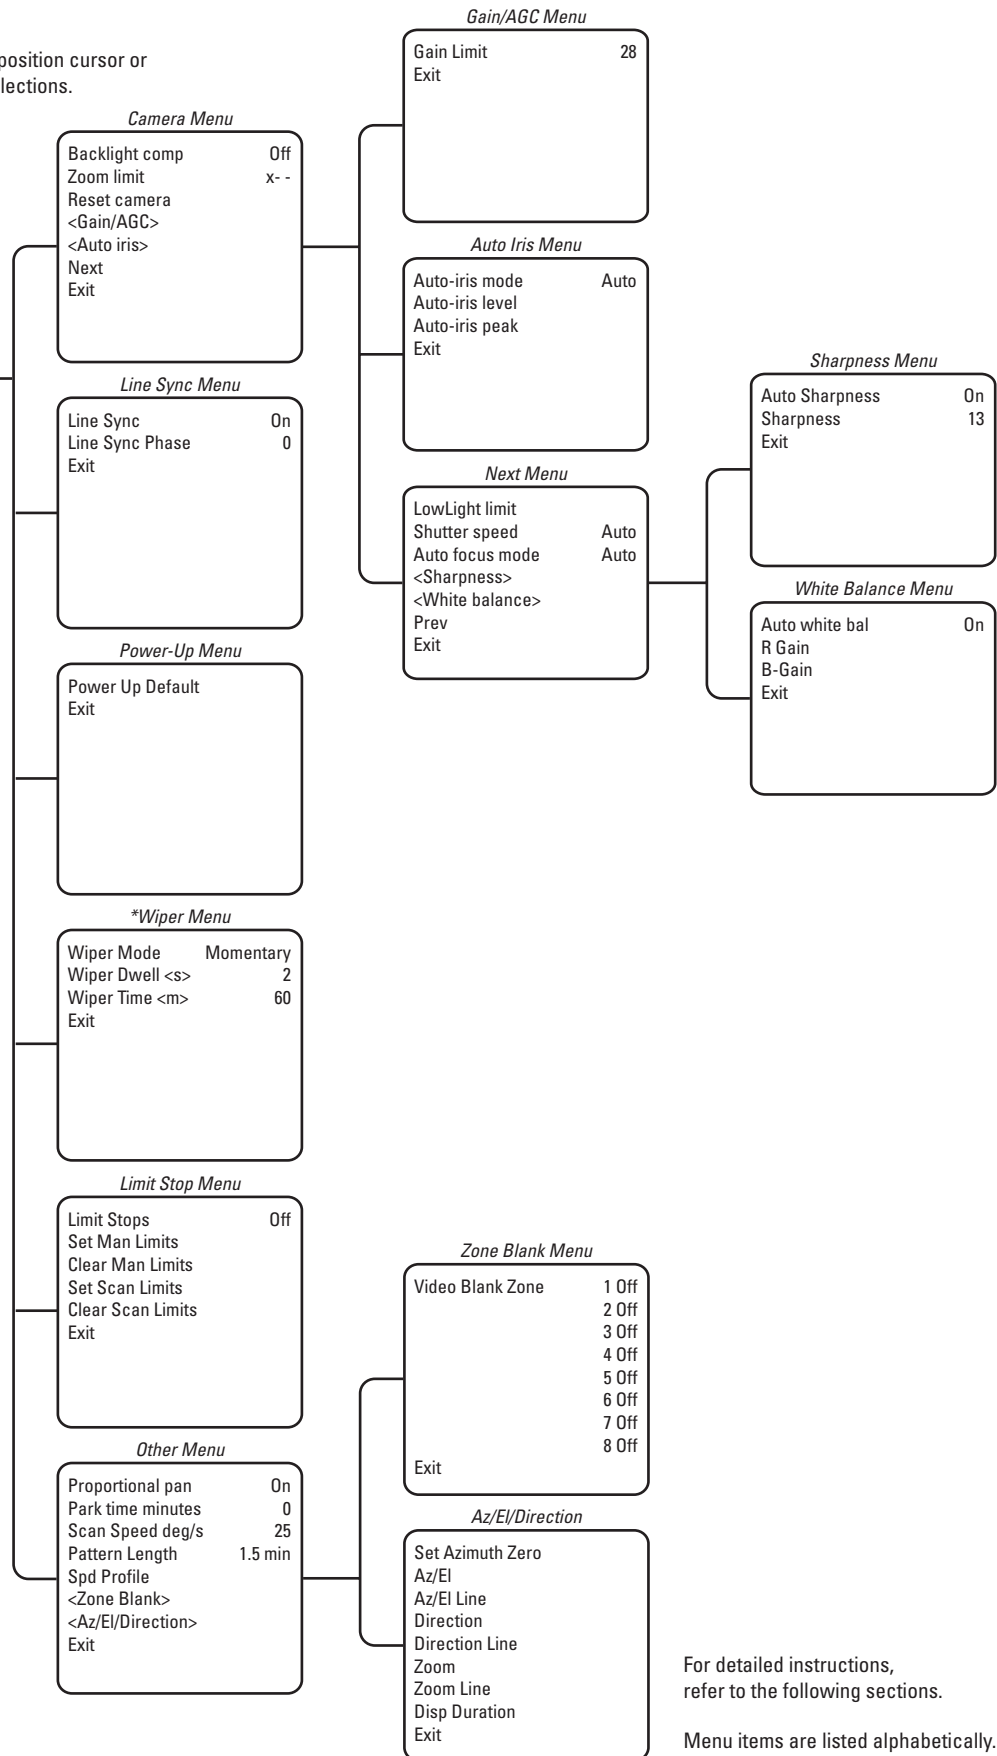 Gain/AGC Menu
Gain Limit 28
Exit
position cursor or
lections.
Camera Menu
Backlight comp Off
Zoom limit x- -
Reset camera
<Gain/AGC>
<Auto iris>
Next
Exit
Auto Iris Menu
Auto-iris mode Auto
Auto-iris level
Auto-iris peak
Exit
Sharpness Menu
Auto Sharpness On
Sharpness 13
Exit
Line Sync Menu
Line Sync On
Line Sync Phase 0
Exit
Next Menu
LowLight limit
Shutter speed Auto
Auto focus mode Auto
<Sharpness>
<White balance>
Prev
Exit
White Balance Menu
Auto white bal On
R Gain
B-Gain
Exit
Power-Up Menu
Power Up Default
Exit
*Wiper Menu
Wiper Mode Momentary
Wiper Dwell <s> 2
Wiper Time <m> 60
Exit
Limit Stop Menu
Limit Stops Off
Set Man Limits
Clear Man Limits
Set Scan Limits
Clear Scan Limits
Exit
Zone Blank Menu
Video Blank Zone 1 Off
2 Off
3 Off
4 Off
5 Off
6 Off
7 Off
8 Off
Exit
Other Menu
Proportional pan On
Park time minutes 0
Scan Speed deg/s 25
Pattern Length 1.5 min
Spd Profile
<Zone Blank>
<Az/El/Direction>
Exit
Az/El/Direction
Set Azimuth Zero
Az/El
Az/El Line
Direction
Direction Line
Zoom
Zoom Line
Disp Duration
Exit
For detailed instructions,
refer to the following sections.
Menu items are listed alphabetically.